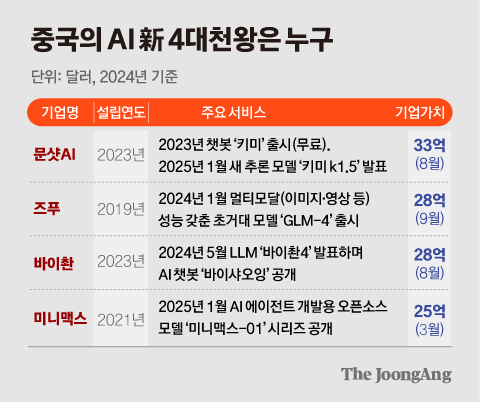 중국의 AI 新 4대천왕은 누구
단위: 달러, 2024년 기준
기업명 설립연도 주요 서비스 기업가치
문샷AI 2023년 2023년 챗봇 ‘키미’ 출시(무료).
2025년 1월 새 추론 모델 ‘키미 k1.5’ 발표
33억
(8월)
즈푸 2019년 2024년 1월 멀티모달(이미지·영상 등)
성능 갖춘 초거대 모델 ‘GLM-4’ 출시
28억
(9월)
바이촨 2023년 2024년 5월 LLM ‘바이촨4’ 발표하며
AI 챗봇 ‘바이샤오잉’ 공개
28억
(8월)
미니맥스 2021년 2025년 1월 AI 에이전트 개발용 오픈소스
모델 ‘미니맥스-01’ 시리즈 공개
25억
(3월)
The JoongAng